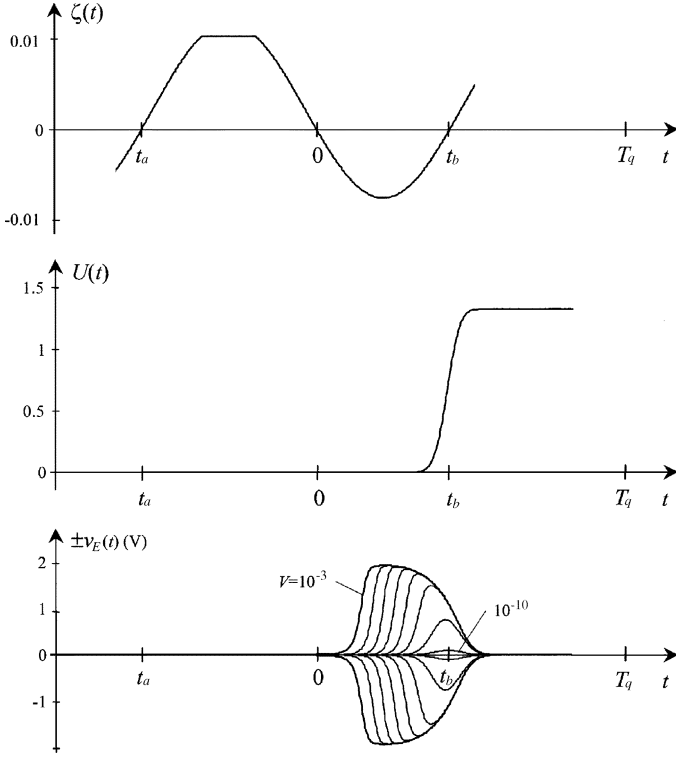 ζ(t)
0.01
0
t_a 0 t_b T_q t
-0.01
U(t)
1.5
1
0.5
0
t_a 0 t_b T_q t
±v_E(t) (V)
2
V=10^-3
1
10^-10
0
t_a 0 t_b T_q t
-1